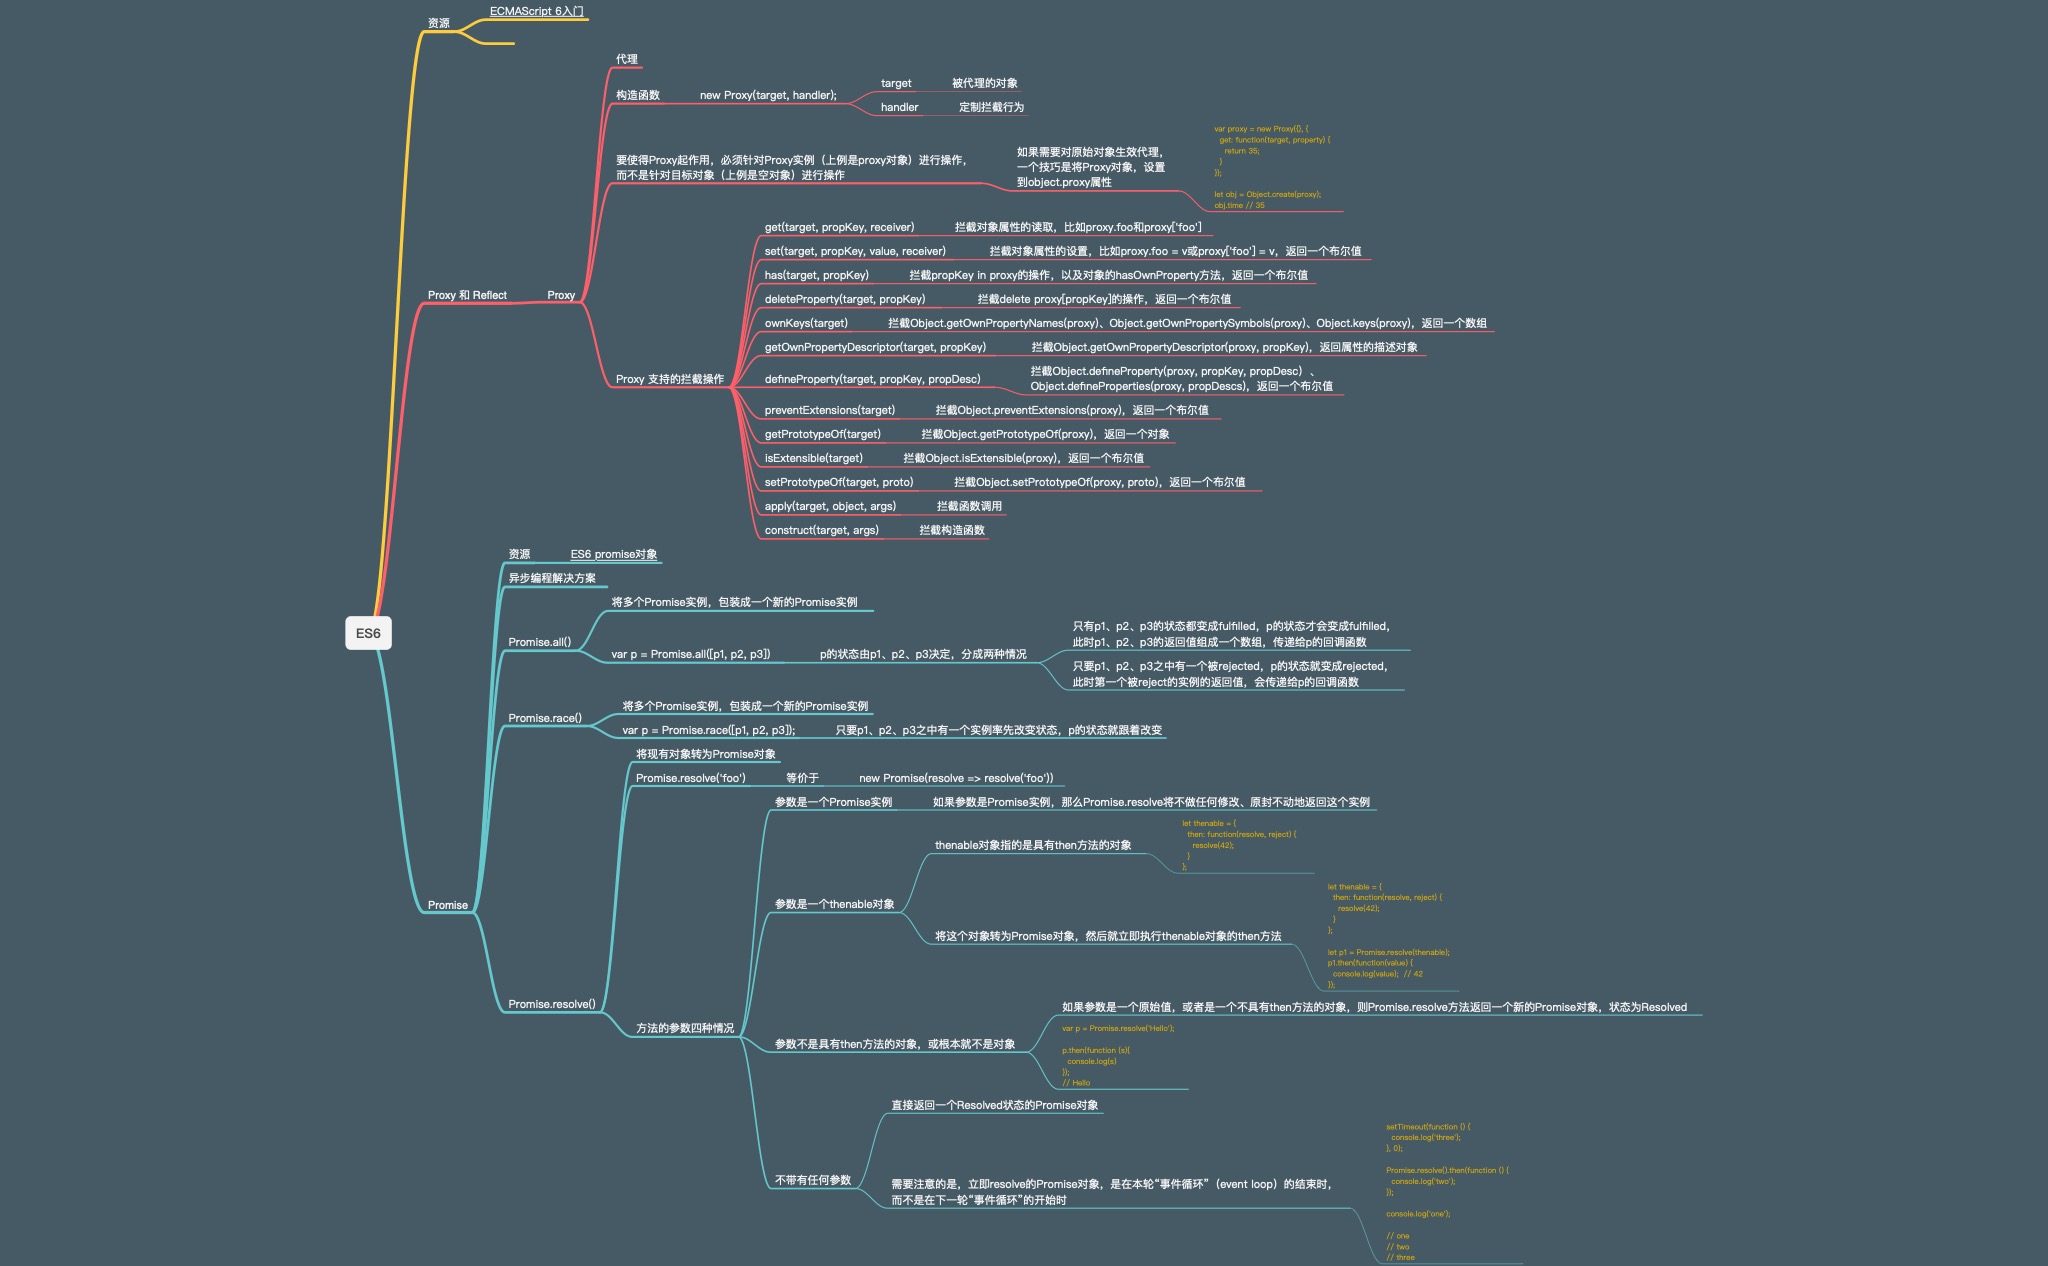 ES6
资源
ECMAScript 6入门
Proxy 和 Reflect
Proxy
代理
构造函数
new Proxy(target, handler);
target
被代理的对象
handler
定制拦截行为
要使得Proxy起作用，必须针对Proxy实例（上例是proxy对象）进行操作，
而不是针对目标对象（上例是空对象）进行操作
如果需要对原始对象生效代理，
一个技巧是将Proxy对象，设置
到object.proxy属性
var proxy = new Proxy({}, {
get: function(target, property) {
return 35;
}
});
let obj = Object.create(proxy);
obj.time // 35
Proxy 支持的拦截操作
get(target, propKey, receiver)
拦截对象属性的读取，比如proxy.foo和proxy['foo']
set(target, propKey, value, receiver)
拦截对象属性的设置，比如proxy.foo = v或proxy['foo'] = v，返回一个布尔值
has(target, propKey)
拦截propKey in proxy的操作，以及对象的hasOwnProperty方法，返回一个布尔值
deleteProperty(target, propKey)
拦截delete proxy[propKey]的操作，返回一个布尔值
ownKeys(target)
拦截Object.getOwnPropertyNames(proxy)、Object.getOwnPropertySymbols(proxy)、Object.keys(proxy)，返回一个数组
getOwnPropertyDescriptor(target, propKey)
拦截Object.getOwnPropertyDescriptor(proxy, propKey)，返回属性的描述对象
defineProperty(target, propKey, propDesc)
拦截Object.defineProperty(proxy, propKey, propDesc）、
Object.defineProperties(proxy, propDescs)，返回一个布尔值
preventExtensions(target)
拦截Object.preventExtensions(proxy)，返回一个布尔值
getPrototypeOf(target)
拦截Object.getPrototypeOf(proxy)，返回一个对象
isExtensible(target)
拦截Object.isExtensible(proxy)，返回一个布尔值
setPrototypeOf(target, proto)
拦截Object.setPrototypeOf(proxy, proto)，返回一个布尔值
apply(target, object, args)
拦截函数调用
construct(target, args)
拦截构造函数
Promise
资源
ES6 promise对象
异步编程解决方案
Promise.all()
将多个Promise实例，包装成一个新的Promise实例
var p = Promise.all([p1, p2, p3])
p的状态由p1、p2、p3决定，分成两种情况
只有p1、p2、p3的状态都变成fulfilled，p的状态才会变成fulfilled，
此时p1、p2、p3的返回值组成一个数组，传递给p的回调函数
只要p1、p2、p3之中有一个被rejected，p的状态就变成rejected，
此时第一个被reject的实例的返回值，会传递给p的回调函数
Promise.race()
将多个Promise实例，包装成一个新的Promise实例
var p = Promise.race([p1, p2, p3]);
只要p1、p2、p3之中有一个实例率先改变状态，p的状态就跟着改变
Promise.resolve()
将现有对象转为Promise对象
Promise.resolve('foo')
等价于
new Promise(resolve => resolve('foo'))
方法的参数四种情况
参数是一个Promise实例
如果参数是Promise实例，那么Promise.resolve将不做任何修改、原封不动地返回这个实例
参数是一个thenable对象
thenable对象指的是具有then方法的对象
let thenable = {
then: function(resolve, reject) {
resolve(42);
}
};
将这个对象转为Promise对象，然后就立即执行thenable对象的then方法
let thenable = {
then: function(resolve, reject) {
resolve(42);
}
};
let p1 = Promise.resolve(thenable);
p1.then(function(value) {
console.log(value);  // 42
});
参数不是具有then方法的对象，或根本就不是对象
如果参数是一个原始值，或者是一个不具有then方法的对象，则Promise.resolve方法返回一个新的Promise对象，状态为Resolved
var p = Promise.resolve('Hello');
p.then(function (s){
console.log(s)
});
// Hello
不带有任何参数
直接返回一个Resolved状态的Promise对象
需要注意的是，立即resolve的Promise对象，是在本轮“事件循环”（event loop）的结束时，
而不是在下一轮“事件循环”的开始时
setTimeout(function () {
console.log('three');
}, 0);
Promise.resolve().then(function () {
console.log('two');
});
console.log('one');
// one
// two
// three